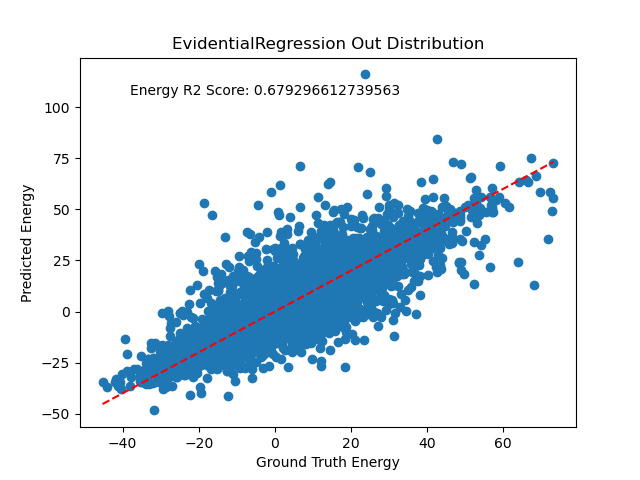 EvidentialRegression Out Distribution
Energy R2 Score: 0.679296612739563
100
75
50
25
0
−25
−50
Predicted Energy
−40 −20 0 20 40 60
Ground Truth Energy